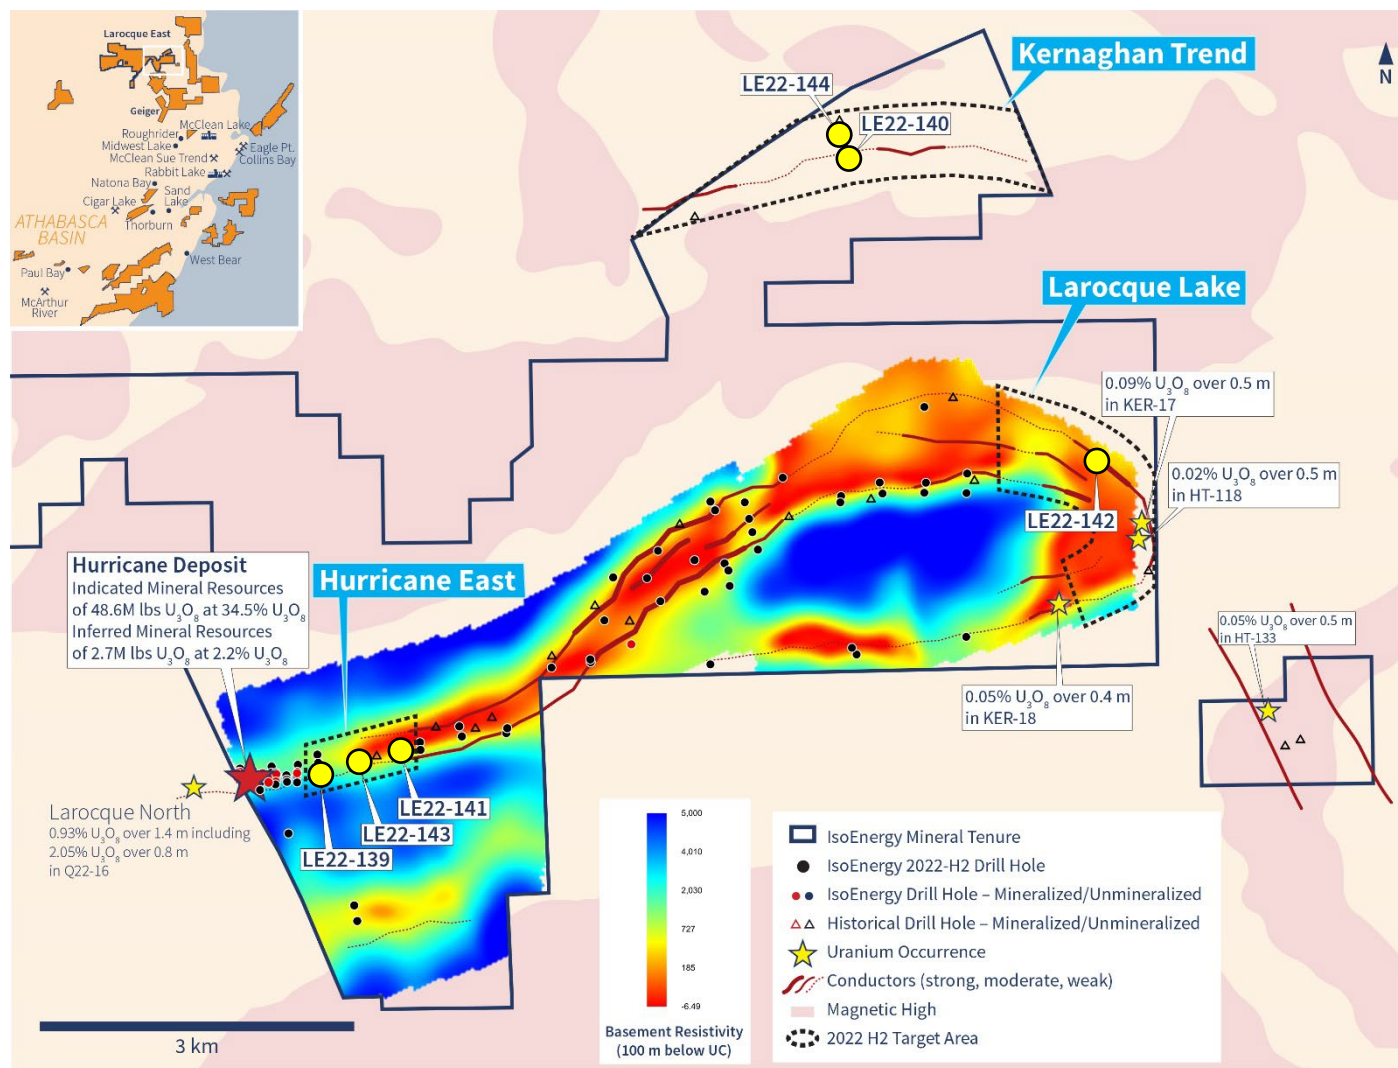 Larocque East
Geiger
McClean Lake
Roughrider
Midwest Lake
McClean Sue Trend
Eagle Pt.
Collins Bay
Rabbit Lake
Natona Bay
Sand
Lake
Cigar Lake
Thorburn
ATHABASCA
BASIN
West Bear
Paul Bay
McArthur
River
Kernaghan Trend
N
LE22-144
LE22-140
Larocque Lake
0.09% U3O8 over 0.5 m
in KER-17
0.02% U3O8 over 0.5 m
in HT-118
LE22-142
Hurricane Deposit
Indicated Mineral Resources
of 48.6M lbs U3O8 at 34.5% U3O8
Inferred Mineral Resources
of 2.7M lbs U3O8 at 2.2% U3O8
Hurricane East
0.05% U3O8 over 0.5 m
in HT-133
0.05% U3O8 over 0.4 m
in KER-18
LE22-141
LE22-143
LE22-139
Larocque North
0.93% U3O8 over 1.4 m including
2.05% U3O8 over 0.8 m
in Q22-16
5,000
4,010
2,030
727
185
-6.49
Basement Resistivity
(100 m below UC)
IsoEnergy Mineral Tenure
IsoEnergy 2022-H2 Drill Hole
IsoEnergy Drill Hole – Mineralized/Unmineralized
Historical Drill Hole – Mineralized/Unmineralized
Uranium Occurrence
Conductors (strong, moderate, weak)
Magnetic High
2022 H2 Target Area
3 km